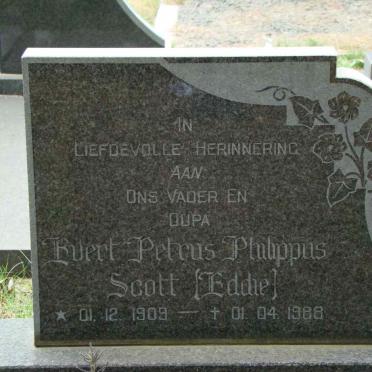 IN
LIEFDEVOLLE HERINNERING
AAN
ONS VADER EN
OUPA
Evert Petrus Philippus
Scott [Eddie]
★ 01.12.1909 — ✝ 01.04.1988